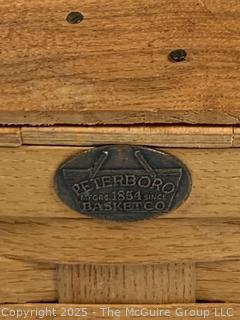 PETERBORO
MFGRS. 1854 SINCE
BASKET CO.
Copyright © 2025 - The McGuire Group LLC